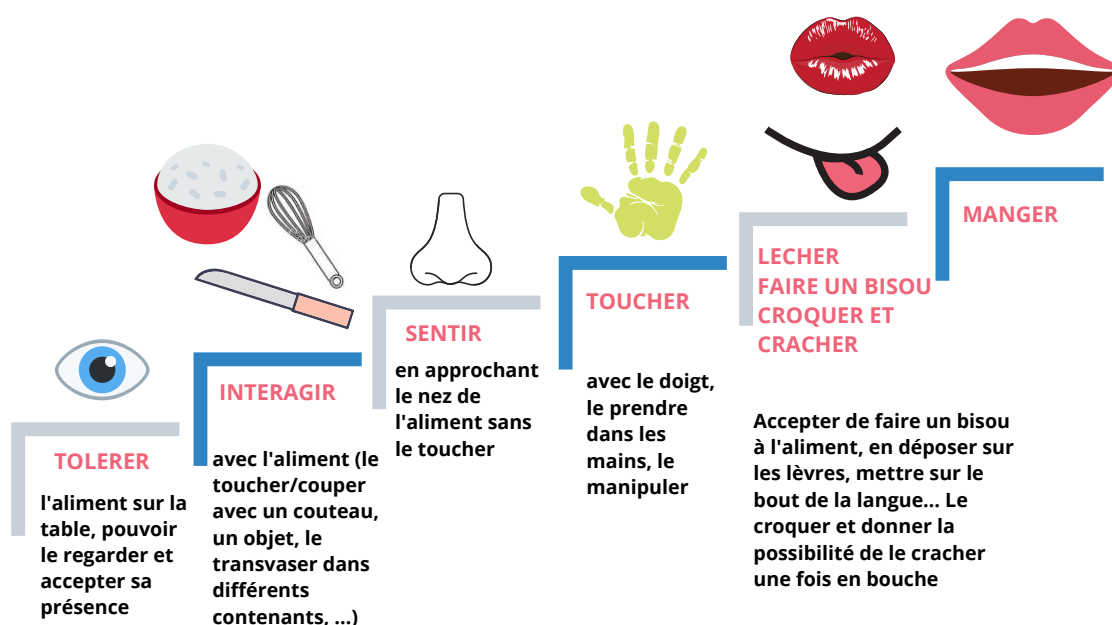 TOLERER
l'aliment sur la
table, pouvoir
le regarder et
accepter sa
présence
INTERAGIR
avec l'aliment (le
toucher/couper
avec un couteau,
un objet, le
transvaser dans
différents
contenants, ...)
SENTIR
en approchant
le nez de
l'aliment sans
le toucher
TOUCHER
avec le doigt,
le prendre
dans les
mains, le
manipuler
LECHER
FAIRE UN BISOU
CROQUER ET
CRACHER
Accepter de faire un bisou
à l'aliment, en déposer sur
les lèvres, mettre sur le
bout de la langue... Le
croquer et donner la
possibilité de le cracher
une fois en bouche
MANGER